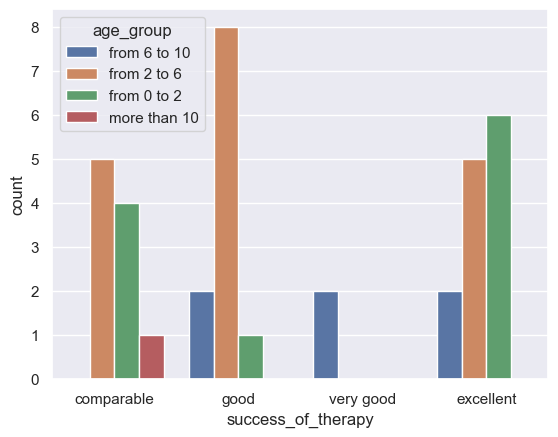 age_group
from 6 to 10
from 2 to 6
from 0 to 2
more than 10
8
7
6
5
4
3
2
1
0
count
comparable good very good excellent
success_of_therapy